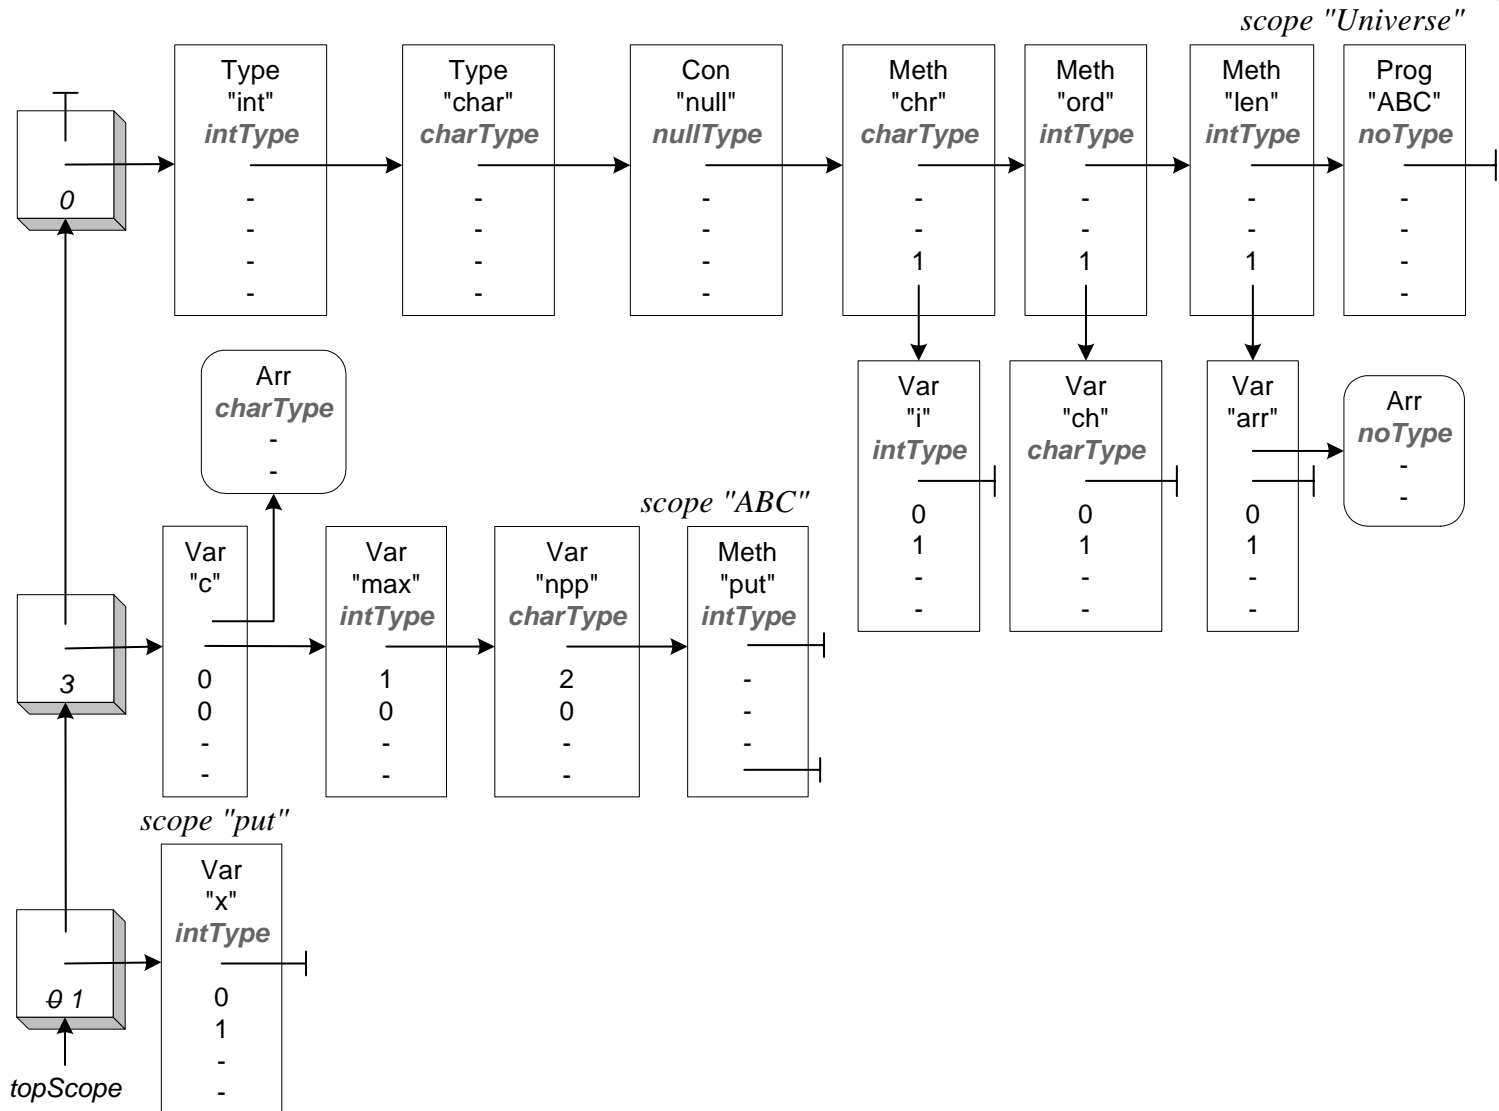 scope "Universe"
Type
"int"
intType
-
-
-
-
Type
"char"
charType
-
-
-
-
Con
"null"
nullType
-
-
-
-
Meth
"chr"
charType
-
-
1
Meth
"ord"
intType
-
-
1
Meth
"len"
intType
-
-
1
Prog
"ABC"
noType
-
-
-
-
0
Var
"i"
intType
0
1
-
-
Var
"ch"
charType
0
1
-
-
Var
"arr"
0
1
-
-
Arr
noType
-
-
Arr
charType
-
-
scope "ABC"
Var
"c"
0
0
-
-
Var
"max"
intType
1
0
-
-
Var
"npp"
charType
2
0
-
-
Meth
"put"
intType
-
-
-
3
scope "put"
Var
"x"
intType
0
1
-
-
0 1
topScope